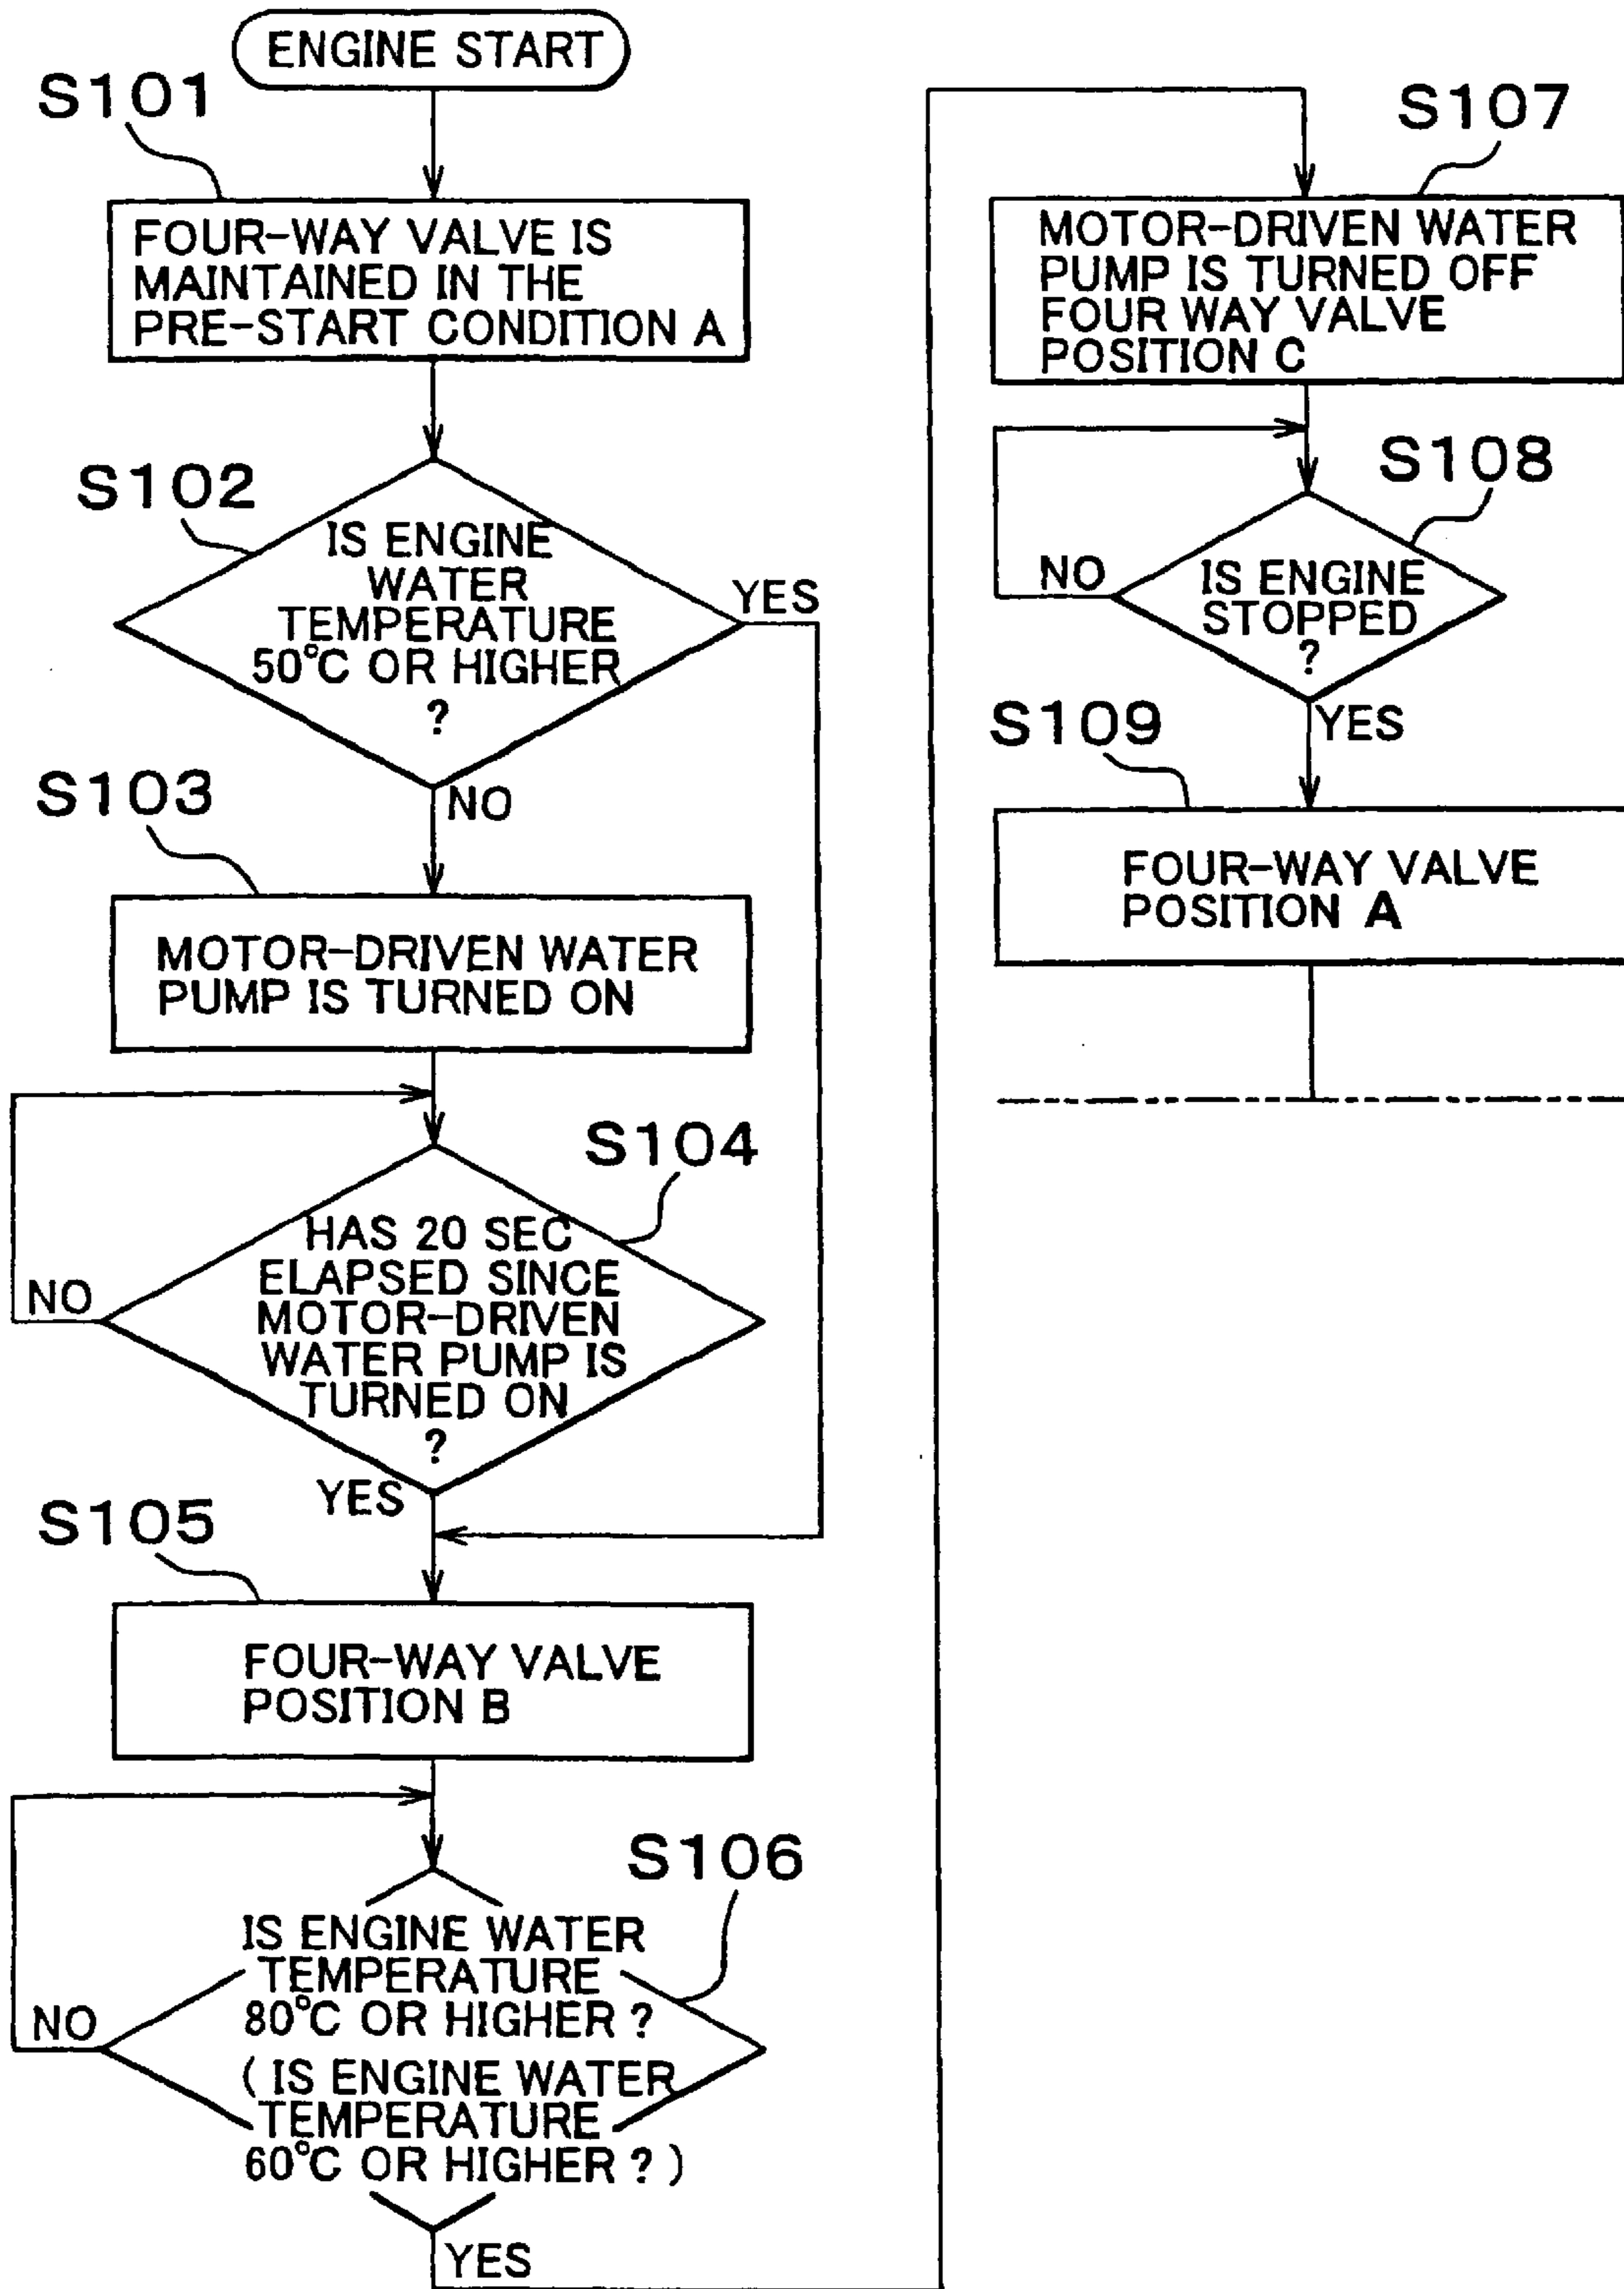 ENGINE START
S101
FOUR-WAY VALVE IS
MAINTAINED IN THE
PRE-START CONDITION A
S102
IS ENGINE
WATER
TEMPERATURE
50°C OR HIGHER
?
YES
NO
S103
MOTOR-DRIVEN WATER
PUMP IS TURNED ON
S104
HAS 20 SEC
ELAPSED SINCE
MOTOR-DRIVEN
WATER PUMP IS
TURNED ON
?
NO
YES
S105
FOUR-WAY VALVE
POSITION B
S106
IS ENGINE WATER
TEMPERATURE
80°C OR HIGHER ?
( IS ENGINE WATER
TEMPERATURE
60°C OR HIGHER ? )
NO
YES
S107
MOTOR-DRIVEN WATER
PUMP IS TURNED OFF
FOUR WAY VALVE
POSITION C
S108
IS ENGINE
STOPPED
?
NO
YES
S109
FOUR-WAY VALVE
POSITION A